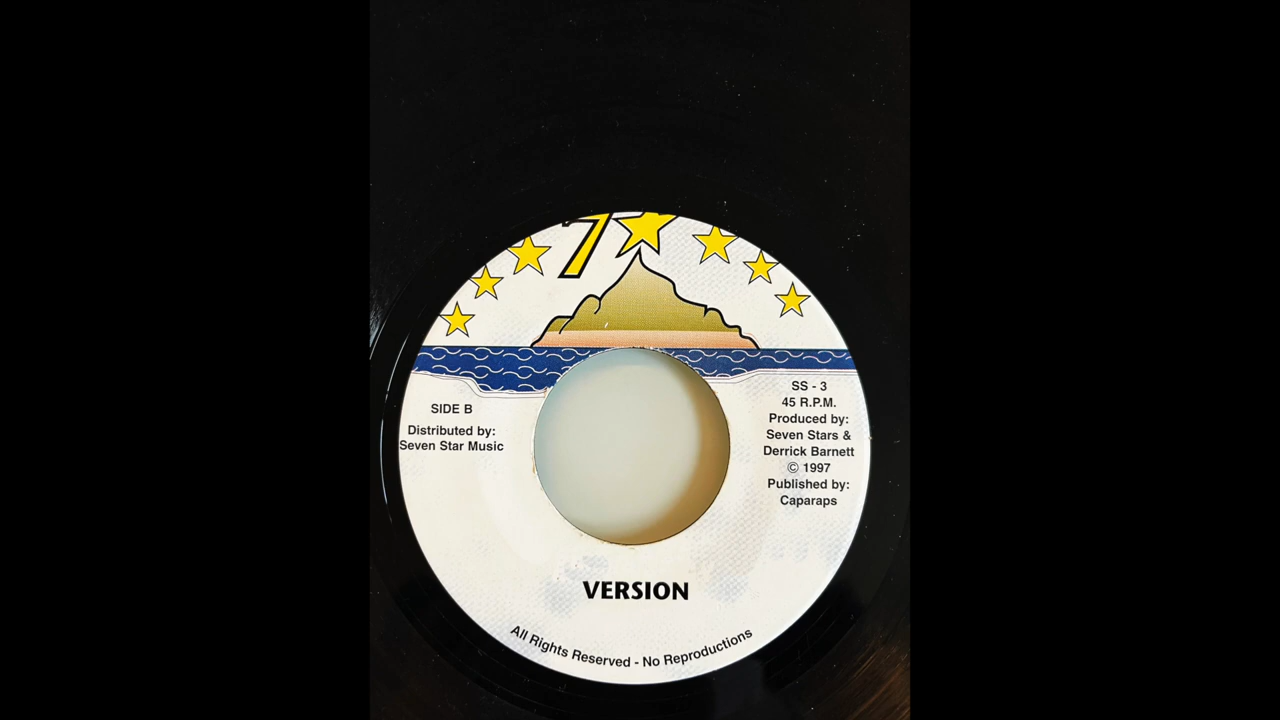 7
SIDE B
Distributed by:
Seven Star Music
SS - 3
45 R.P.M.
Produced by:
Seven Stars &
Derrick Barnett
© 1997
Published by:
Caparaps
VERSION
All Rights Reserved - No Reproductions